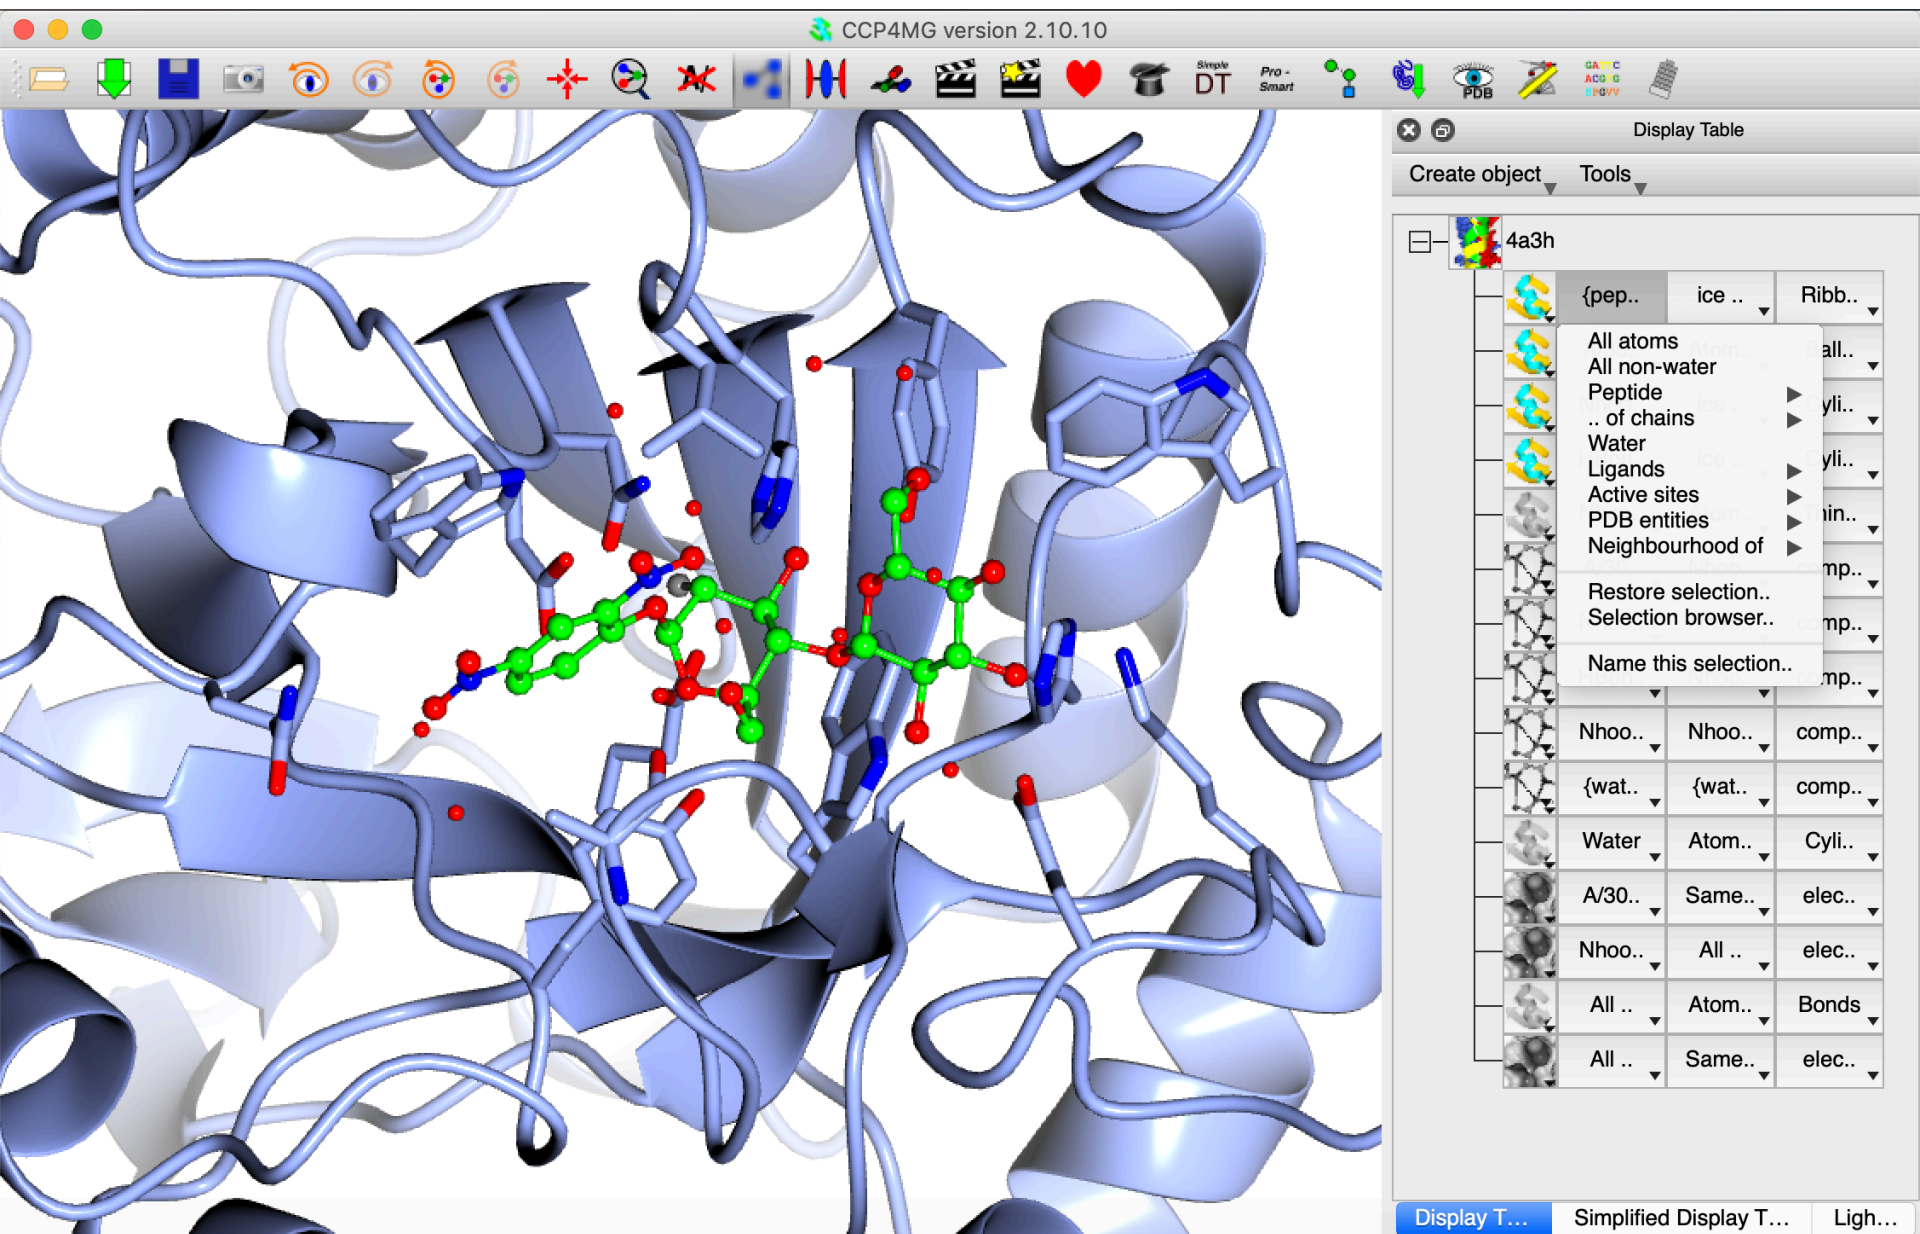 CCP4MG version 2.10.10
Simple
DT
Pro -
Smart
PDB
Display Table
Create object
Tools
4a3h
{pep..
ice ..
Ribb..
All atoms
All non-water
Peptide
.. of chains
Water
Ligands
Active sites
PDB entities
Neighbourhood of
Restore selection..
Selection browser..
Name this selection..
Nhoo..
Nhoo..
comp..
{wat..
{wat..
comp..
Water
Atom..
Cyli..
A/30..
Same..
elec..
Nhoo..
All ..
elec..
All ..
Atom..
Bonds
All ..
Same..
elec..
Display T...
Simplified Display T...
Ligh...